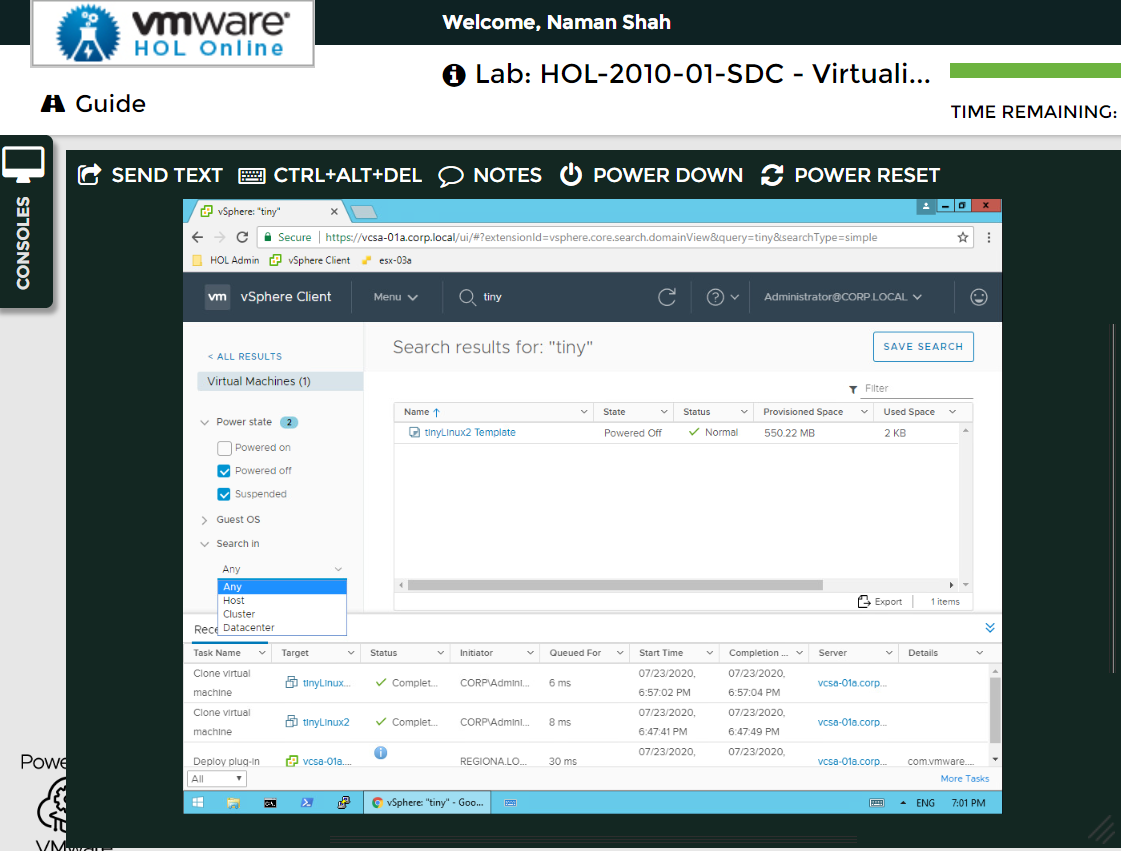 vmware®
HOL Online
Welcome, Naman Shah
Lab: HOL-2010-01-SDC - Virtuali...
Guide
TIME REMAINING:
CONSOLES
SEND TEXT CTRL+ALT+DEL NOTES POWER DOWN POWER RESET
vSphere: "tiny"
Secure https://vcsa-01a.corp.local/ui/#?extensionId=vsphere.core.search.domainView&query=tiny&searchType=simple
HOL Admin vSphere Client esx-03a
vm vSphere Client Menu tiny Administrator@CORP.LOCAL
< ALL RESULTS
Virtual Machines (1)
Power state 2
Powered on
Powered off
Suspended
Guest OS
Search in
Any
Any
Host
Cluster
Datacenter
Search results for: "tiny"
SAVE SEARCH
Filter
Name State Status Provisioned Space Used Space
tinyLinux2 Template Powered Off Normal 550.22 MB 2 KB
Export 1 items
Rece
Task Name Target Status Initiator Queued For Start Time Completion ... Server Details
Clone virtual machine tinyLinux... Complet... CORP\Admini... 6 ms 07/23/2020, 6:57:02 PM 07/23/2020, 6:57:04 PM vcsa-01a.corp...
Clone virtual machine tinyLinux2 Complet... CORP\Admini... 8 ms 07/23/2020, 6:47:41 PM 07/23/2020, 6:47:49 PM vcsa-01a.corp...
Deploy plug-in vcsa-01a.... REGIONA.LO... 30 ms 07/23/2020, 07/23/2020, vcsa-01a.corp... com.vmware....
All More Tasks
vSphere: "tiny" - Goo... ENG 7:01 PM
Powe
VMware